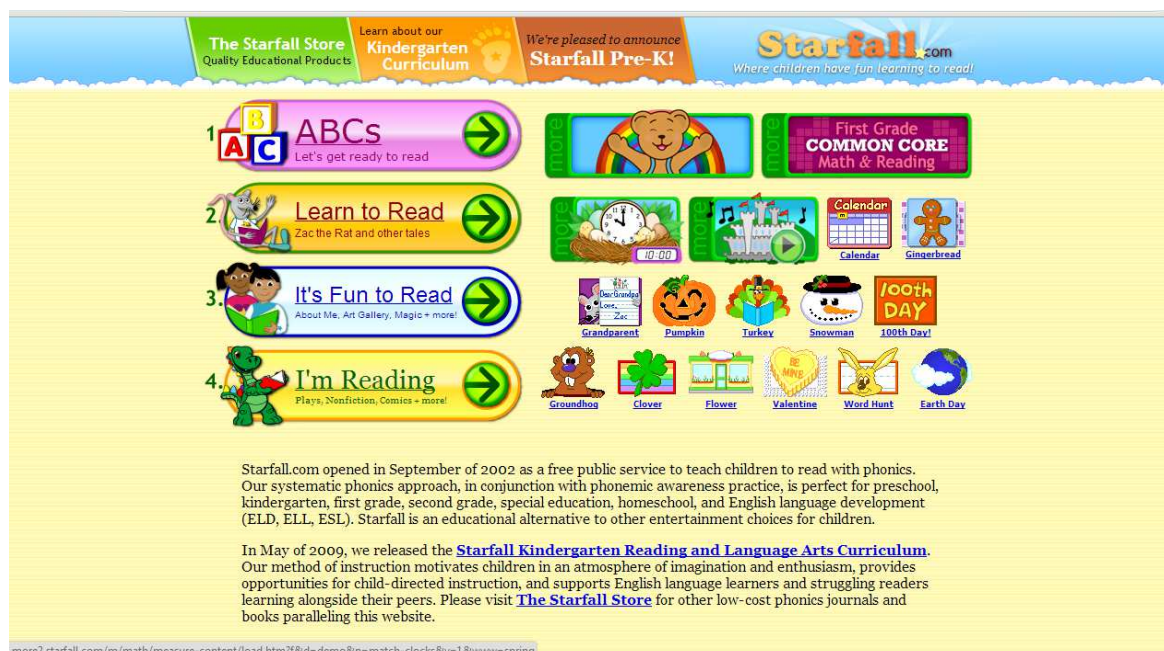 The Starfall Store
Quality Educational Products
Learn about our
Kindergarten
Curriculum
We're pleased to announce
Starfall Pre-K!
Starfall.com
Where children have fun learning to read!
1.
A B C
ABCs
Let's get ready to read
2.
Learn to Read
Zac the Rat and other tales
3.
It's Fun to Read
About Me, Art Gallery, Magic + more!
4.
I'm Reading
Plays, Nonfiction, Comics + more!
more
more
First Grade
COMMON CORE
Math & Reading
more
10:00
more
Calendar
Calendar
Gingerbread
Dear Grandpa
Love,
Zac
Grandparent
Pumpkin
Turkey
Snowman
100th
DAY
100th Day!
Groundhog
Clover
Flower
BE
MINE
Valentine
Word Hunt
Earth Day
Starfall.com opened in September of 2002 as a free public service to teach children to read with phonics.
Our systematic phonics approach, in conjunction with phonemic awareness practice, is perfect for preschool,
kindergarten, first grade, second grade, special education, homeschool, and English language development
(ELD, ELL, ESL). Starfall is an educational alternative to other entertainment choices for children.
In May of 2009, we released the Starfall Kindergarten Reading and Language Arts Curriculum.
Our method of instruction motivates children in an atmosphere of imagination and enthusiasm, provides
opportunities for child-directed instruction, and supports English language learners and struggling readers
learning alongside their peers. Please visit The Starfall Store for other low-cost phonics journals and
books paralleling this website.